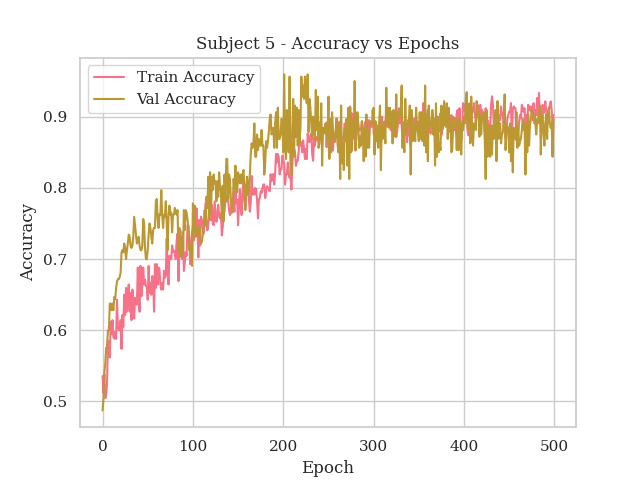 Subject 5 - Accuracy vs Epochs
Train Accuracy
Val Accuracy
0.9
0.8
0.7
0.6
0.5
Accuracy
0 100 200 300 400 500
Epoch